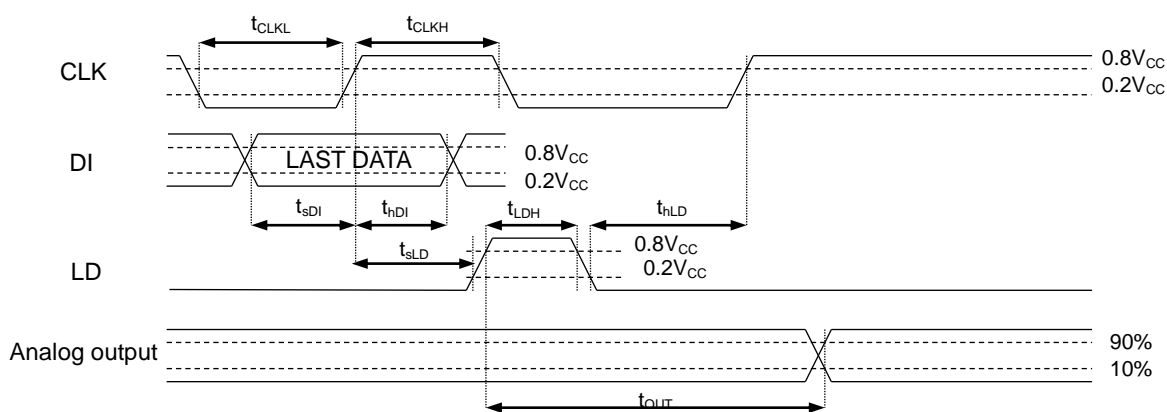 tCLKL tCLKH
CLK
0.8VCC
0.2VCC
DI
LAST DATA
0.8VCC
0.2VCC
tsDI thDI tLDH thLD
tsLD
LD
0.8VCC
0.2VCC
Analog output
90%
10%
tOUT